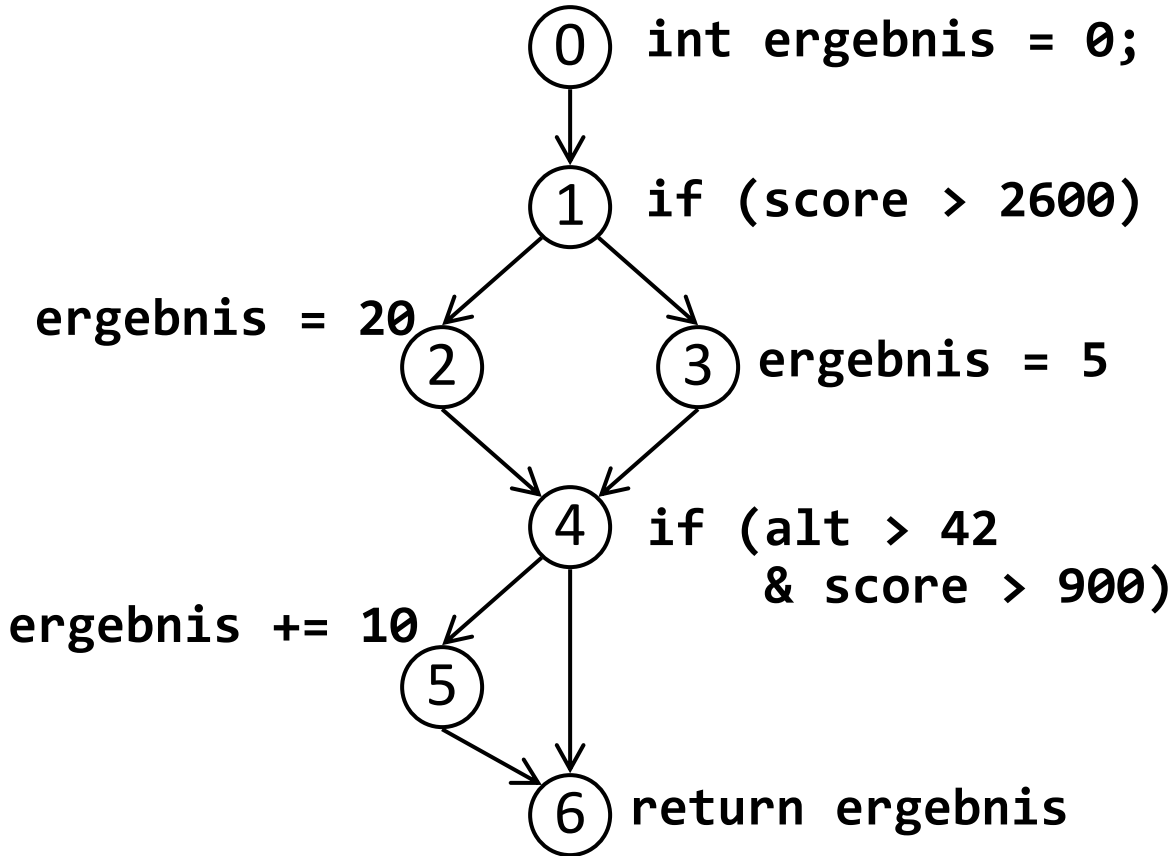 0 int ergebnis = 0;
1 if (score > 2600)
ergebnis = 20
2
3 ergebnis = 5
4 if (alt > 42
& score > 900)
ergebnis += 10
5
6 return ergebnis